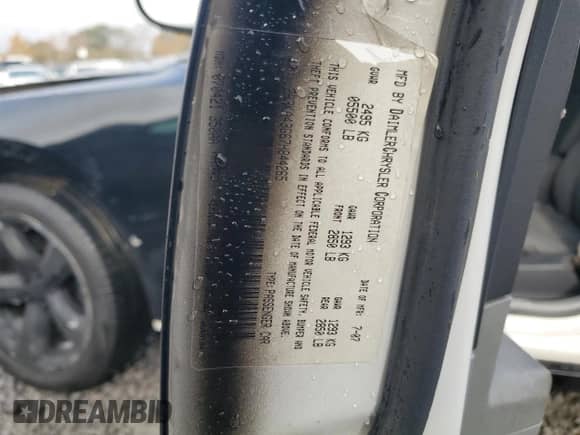 MFD BY DAIMLERCHRYSLER CORPORATION
DATE OF MFR: 7-07
GVWR 2495 KG
05500 LB
GAWR FRONT 1293 KG
2850 LB
GAWR REAR 1293 KG
2850 LB
THIS VEHICLE CONFORMS TO ALL APPLICABLE FEDERAL MOTOR VEHICLE SAFETY, BUMPER AND
THEFT PREVENTION STANDARDS IN EFFECT ON THE DATE OF MANUFACTURE SHOWN ABOVE.
TYPE: PASSENGER CAR
DREAMBID